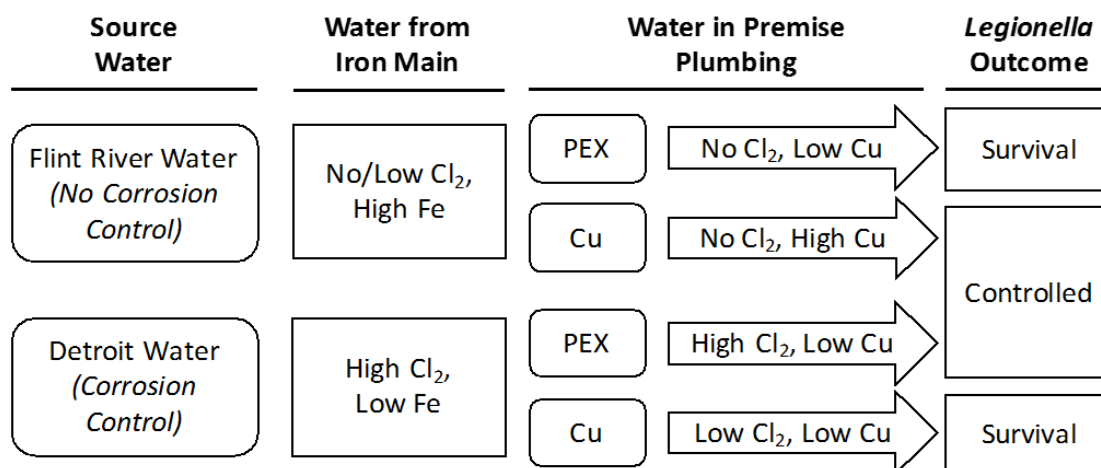 Source
Water
Water from
Iron Main
Water in Premise
Plumbing
Legionella
Outcome
Flint River Water
(No Corrosion
Control)
No/Low Cl₂,
High Fe
PEX
No Cl₂, Low Cu
Survival
Cu
No Cl₂, High Cu
Controlled
Detroit Water
(Corrosion
Control)
High Cl₂,
Low Fe
PEX
High Cl₂, Low Cu
Cu
Low Cl₂, Low Cu
Survival